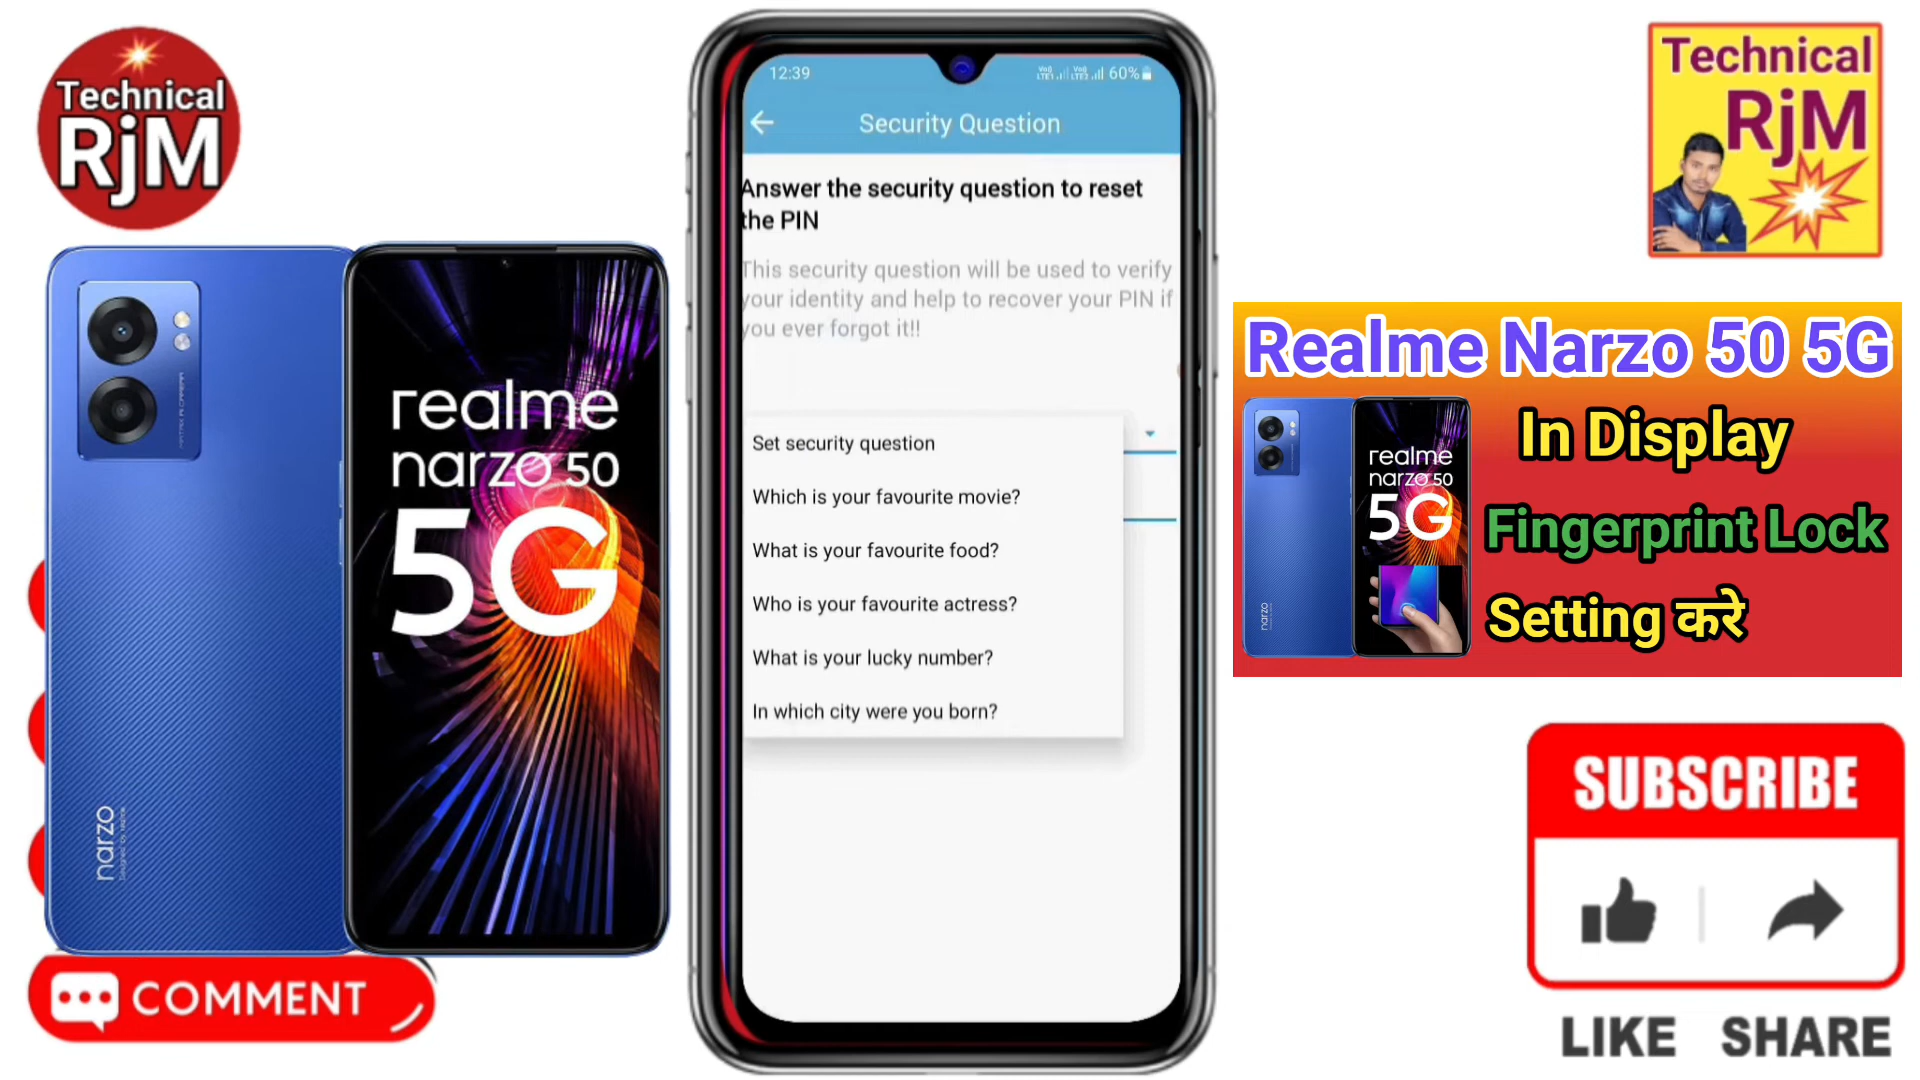 Technical
RjM
realme
narzo 50
5G
narzo
COMMENT
12:39
60%
Security Question
Answer the security question to reset
the PIN
This security question will be used to verify
your identity and help to recover your PIN if
you ever forgot it!!
Set security question
Which is your favourite movie?
What is your favourite food?
Who is your favourite actress?
What is your lucky number?
In which city were you born?
Technical
RjM
Realme Narzo 50 5G
In Display
Fingerprint Lock
Setting करे
realme
narzo 50
5G
narzo
SUBSCRIBE
LIKE SHARE